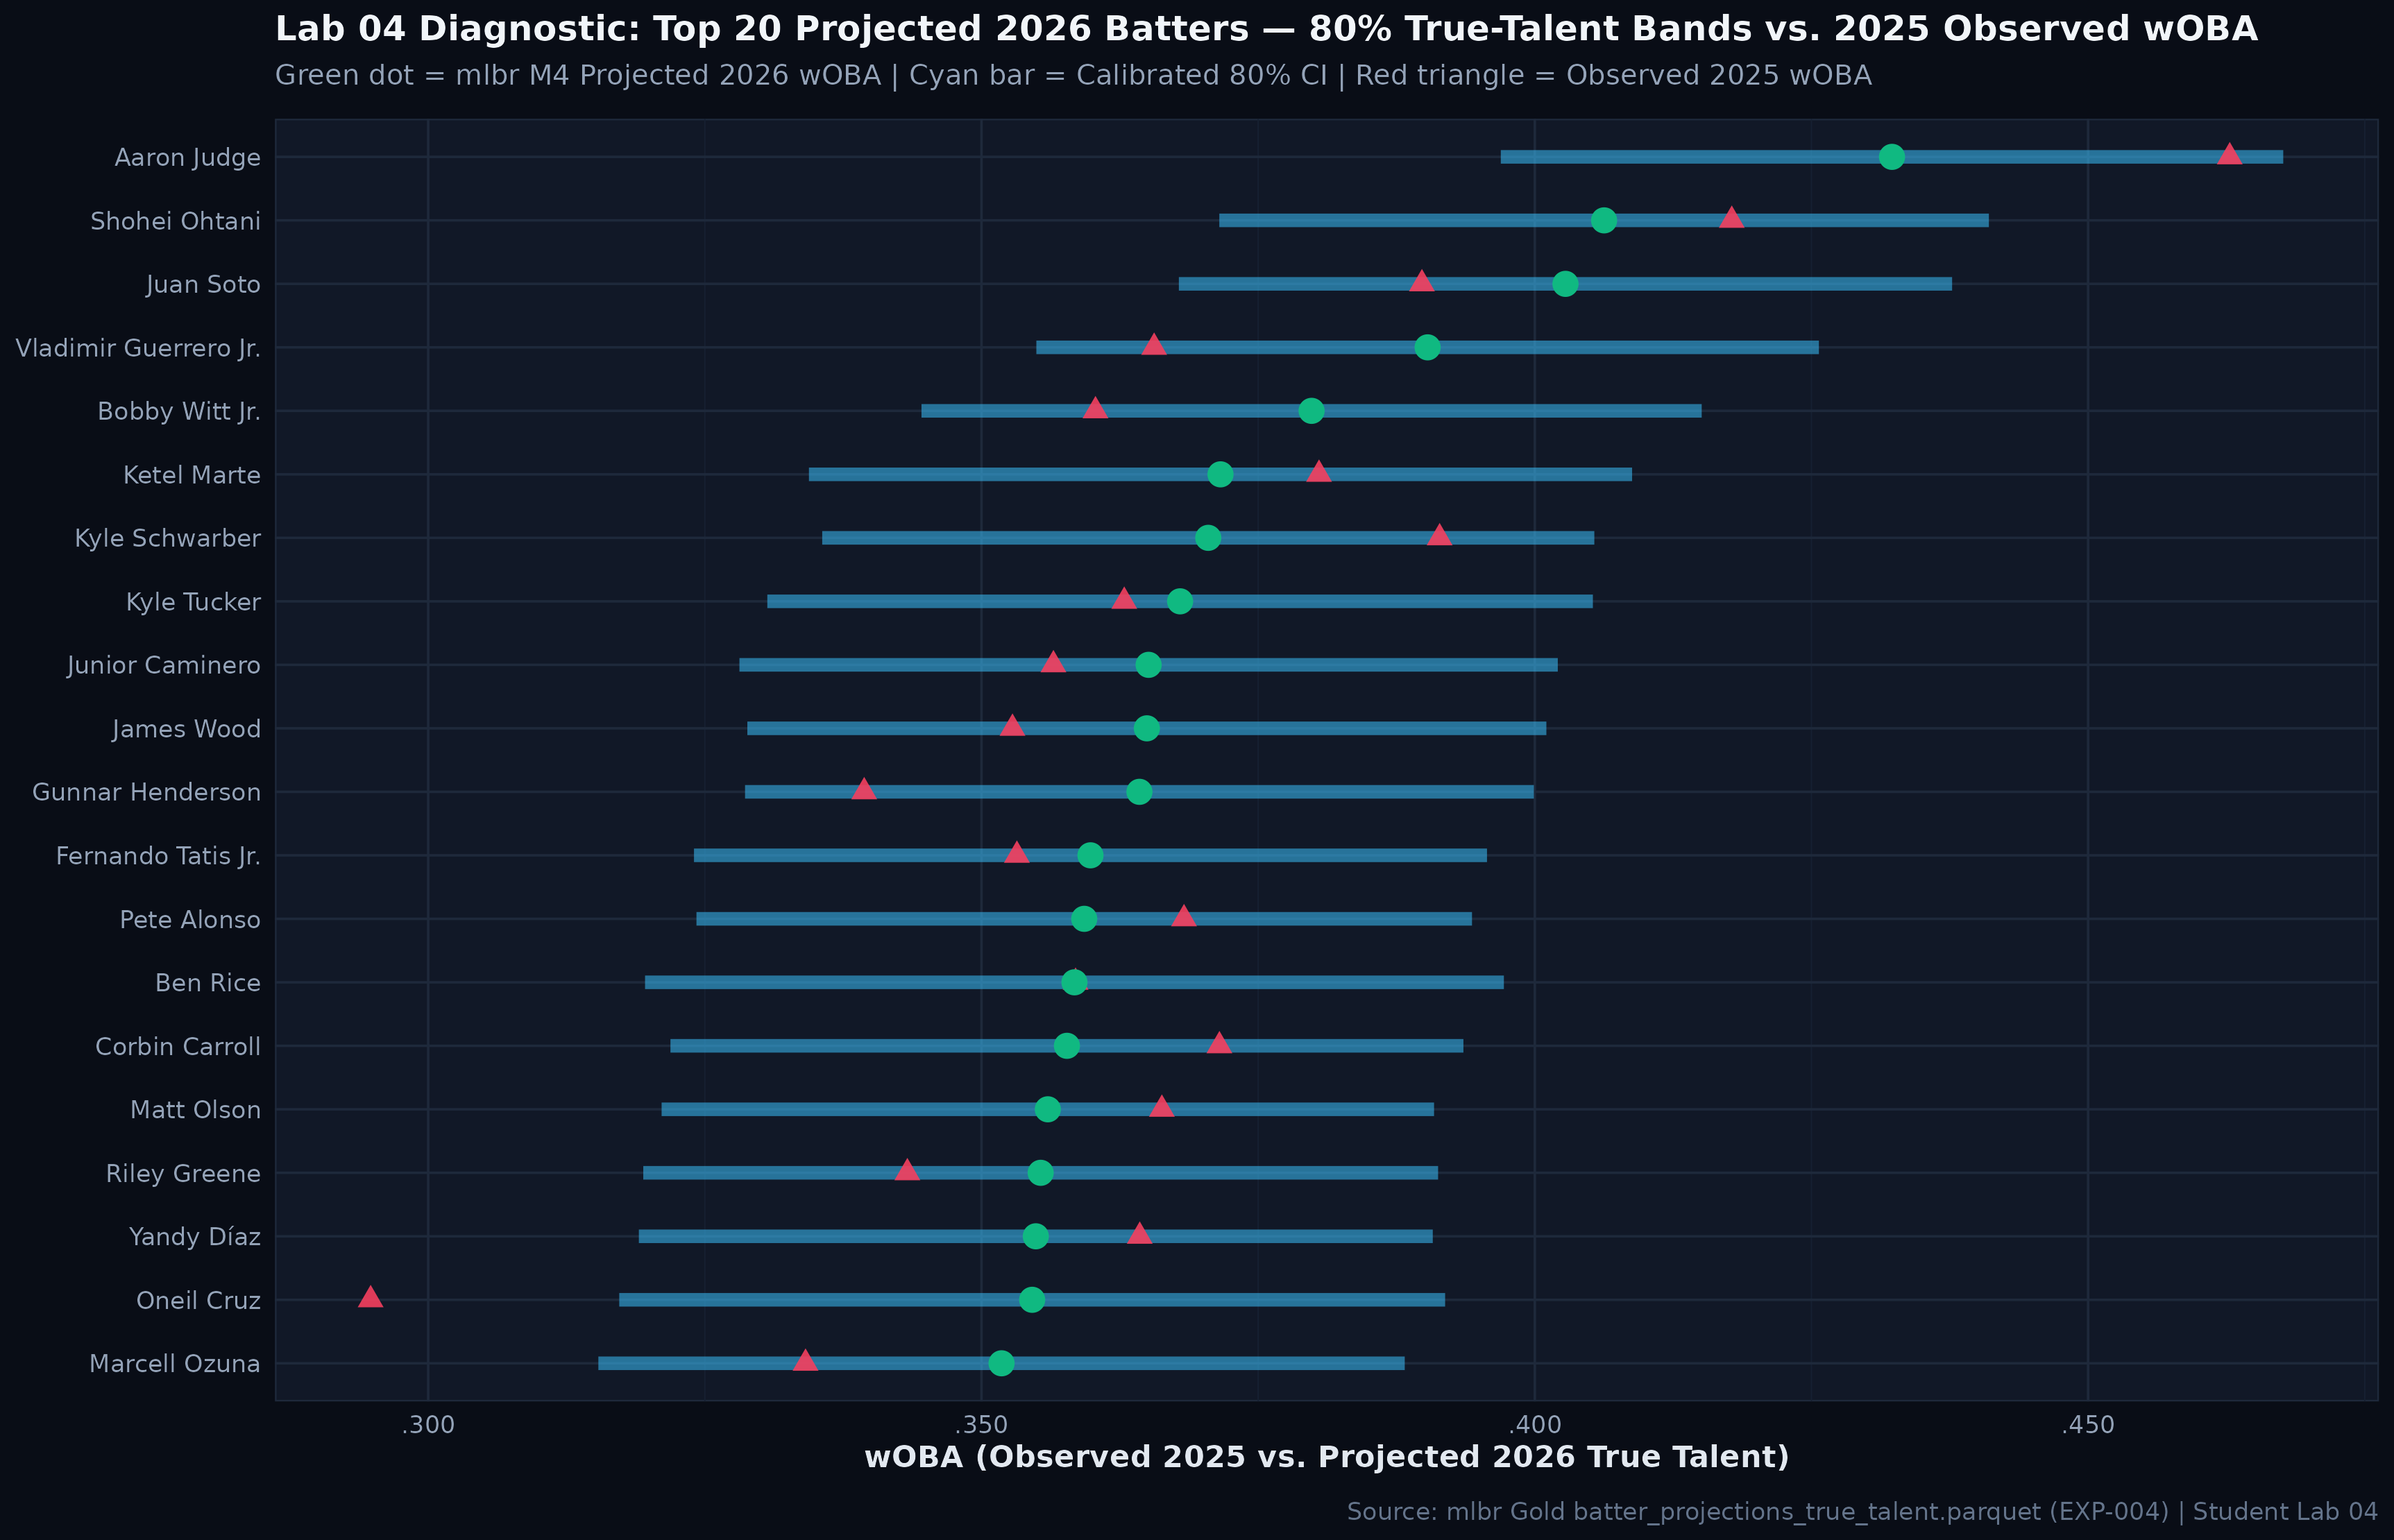 Lab 04 Diagnostic: Top 20 Projected 2026 Batters — 80% True-Talent Bands vs. 2025 Observed wOBA
Green dot = mlbr M4 Projected 2026 wOBA | Cyan bar = Calibrated 80% CI | Red triangle = Observed 2025 wOBA
Aaron Judge
Shohei Ohtani
Juan Soto
Vladimir Guerrero Jr.
Bobby Witt Jr.
Ketel Marte
Kyle Schwarber
Kyle Tucker
Junior Caminero
James Wood
Gunnar Henderson
Fernando Tatis Jr.
Pete Alonso
Ben Rice
Corbin Carroll
Matt Olson
Riley Greene
Yandy Díaz
Oneil Cruz
Marcell Ozuna
.300 .350 .400 .450
wOBA (Observed 2025 vs. Projected 2026 True Talent)
Source: mlbr Gold batter_projections_true_talent.parquet (EXP-004) | Student Lab 04